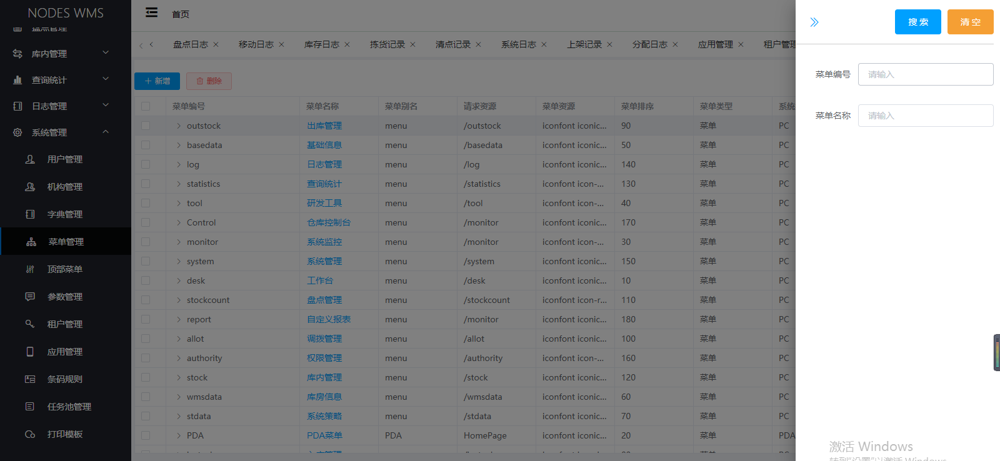 NODES WMS
盘点管理
库内管理
查询统计
日志管理
系统管理
用户管理
机构管理
字典管理
菜单管理
顶部菜单
参数管理
租户管理
应用管理
条码规则
任务池管理
打印模板
首页
盘点日志 移动日志 库存日志 拣货记录 清点记录 系统日志 上架记录 分配日志 应用管理 租户管理
新增 删除
菜单编号 菜单名称 菜单别名 请求资源 菜单资源 菜单排序 菜单类型 系统
outstock 出库管理 menu /outstock iconfont iconic... 90 菜单 PC
basedata 基础信息 menu /basedata iconfont iconic... 50 菜单 PC
log 日志管理 menu /log iconfont iconic... 140 菜单 PC
statistics 查询统计 menu /statistics iconfont icon-... 130 菜单 PC
tool 研发工具 menu /tool iconfont icon-... 40 菜单 PC
Control 仓库控制台 menu /monitor iconfont iconic... 170 菜单 PC
monitor 系统监控 menu /monitor iconfont icon-... 30 菜单 PC
system 系统管理 menu /system iconfont iconic... 150 菜单 PC
desk 工作台 menu /desk iconfont iconic... 10 菜单 PC
stockcount 盘点管理 menu /stockcount iconfont icon-r... 110 菜单 PC
report 自定义报表 menu /monitor iconfont iconic... 180 菜单 PC
allot 调拨管理 menu /allot iconfont iconic... 100 菜单 PC
authority 权限管理 menu /authority iconfont icon-... 160 菜单 PC
stock 库内管理 menu /stock iconfont iconic... 120 菜单 PC
wmsdata 库房信息 menu /wmsdata iconfont iconic... 60 菜单 PC
stdata 系统策略 menu /stdata iconfont iconic... 70 菜单 PC
PDA PDA菜单 PDA HomePage iconfont iconic... 20 菜单 PDA
搜 索 清 空
菜单编号 请输入
菜单名称 请输入
激活 Windows
转到"设置"以激活 Windows